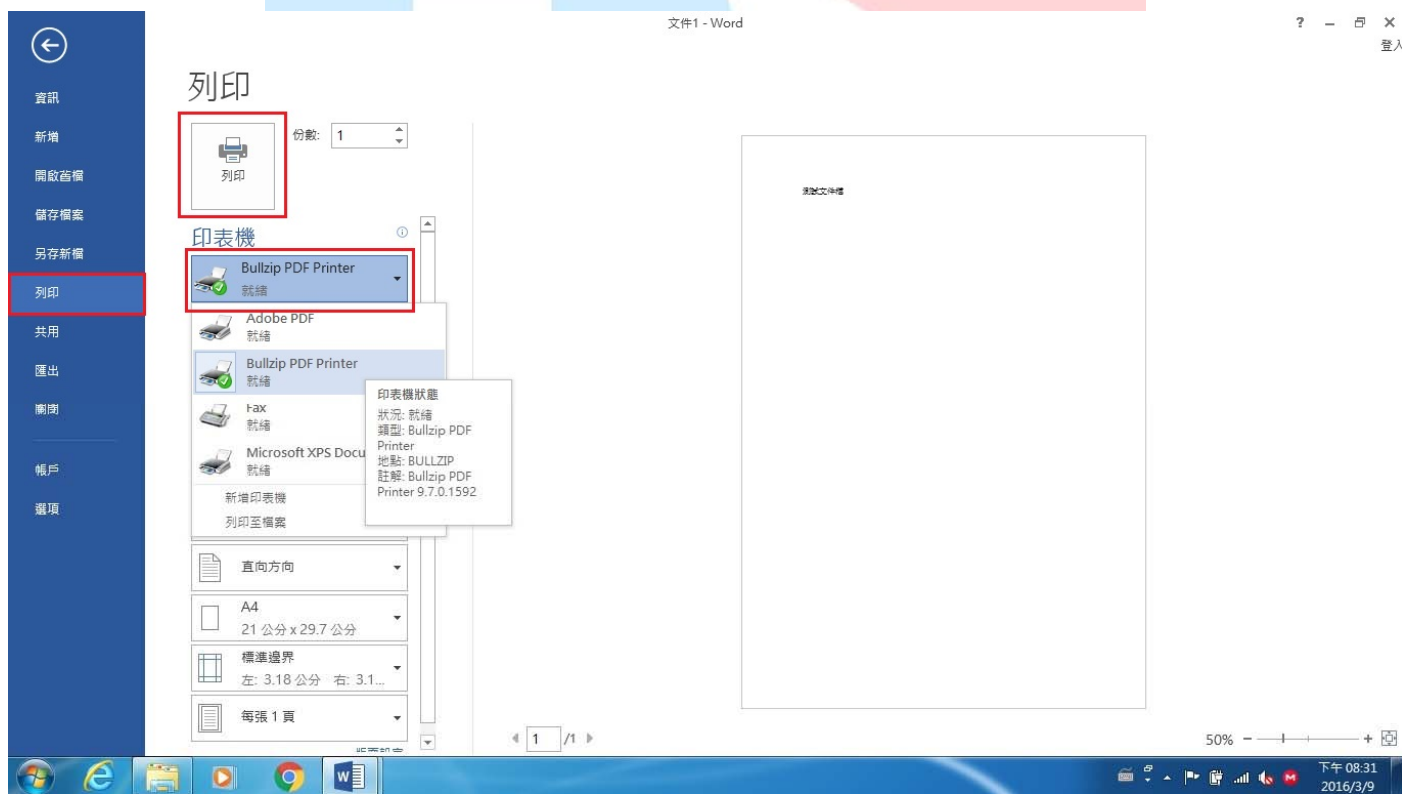 文件1 - Word
?
登入
資訊
新增
開啟舊檔
儲存檔案
另存新檔
列印
共用
匯出
關閉
帳戶
選項
列印
列印
份數: 1
印表機
Bullzip PDF Printer
就緒
Adobe PDF
就緒
Bullzip PDF Printer
就緒
Fax
就緒
Microsoft XPS Docu
就緒
新增印表機
列印至檔案
印表機狀態
狀況: 就緒
類型: Bullzip PDF
Printer
地點: BULLZIP
註解: Bullzip PDF
Printer 9.7.0.1592
直向方向
A4
21 公分 x 29.7 公分
標準邊界
左: 3.18 公分 右: 3.1...
每張 1 頁
測試文件檔
1 /1
50%
下午 08:31
2016/3/9